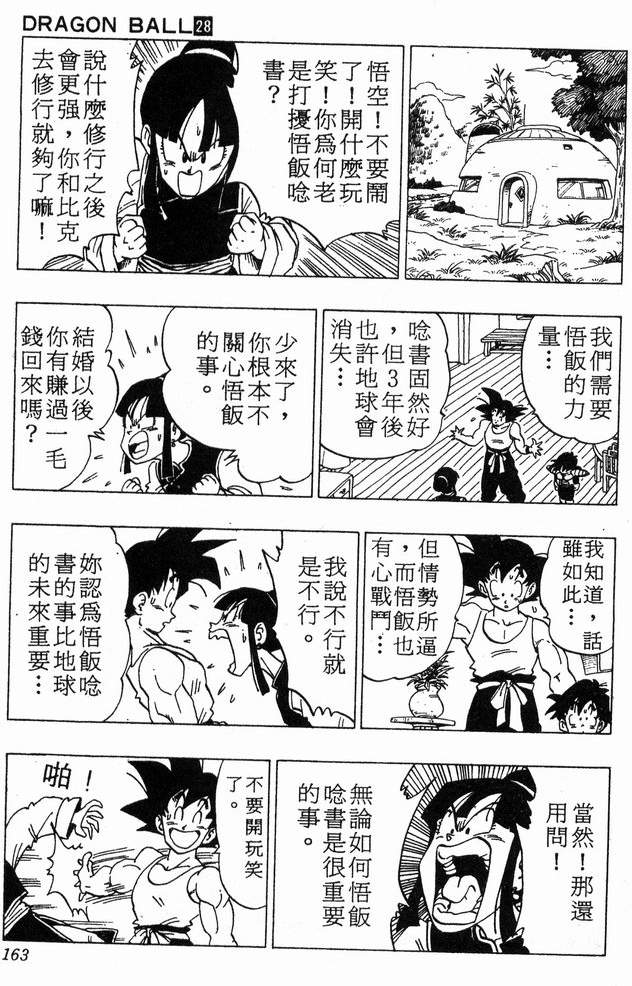 DRAGON BALL 28
悟空！不要鬧
了！開什麼玩
笑！你為何老
是打擾悟飯唸
書？
說什麼修行之後
會更强，你和比克
去修行就夠了嘛！
我們需要
悟飯的力
量…
唸書固然好
，但3年後
也許地球會
消失…
少來了，
你根本不
關心悟飯
的事。
結婚以後
你有賺過一毛
錢回來嗎？
我知道，話
雖如此…
但情勢所逼
，而悟飯也
有心戰鬥…
我說不行就
是不行。
妳認為悟飯唸
書的事比地球
的未來重要…
當然！那還
用問！
無論如何悟飯
唸書是很重要
的事。
不要開玩笑
了。
啪！
163